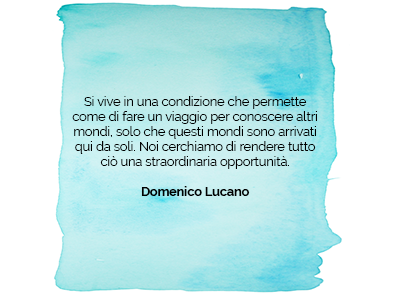 Si vive in una condizione che permette
come di fare un viaggio per conoscere altri
mondi, solo che questi mondi sono arrivati
qui da soli. Noi cerchiamo di rendere tutto
ciò una straordinaria opportunità.
Domenico Lucano